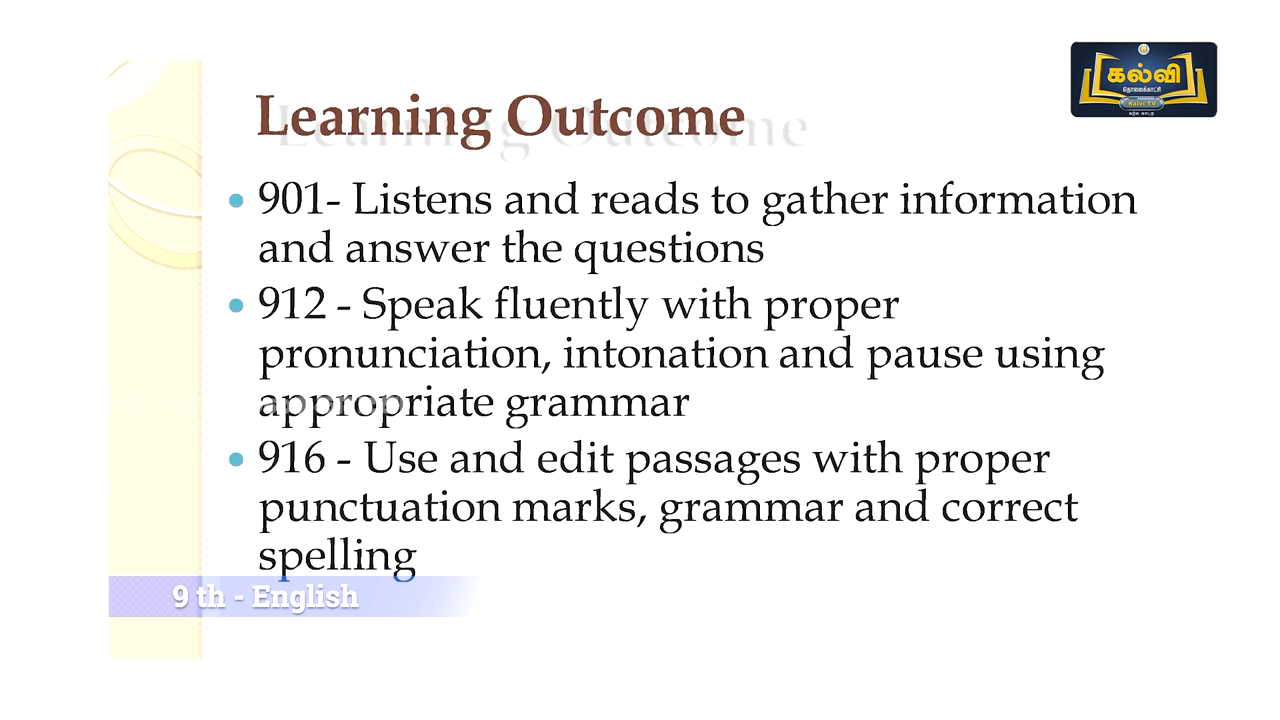 Learning Outcome
901- Listens and reads to gather information
and answer the questions
912 - Speak fluently with proper
pronunciation, intonation and pause using
appropriate grammar
916 - Use and edit passages with proper
punctuation marks, grammar and correct
spelling
9 th - English
கல்வி
தொலைக்காட்சி
Kalvi TV